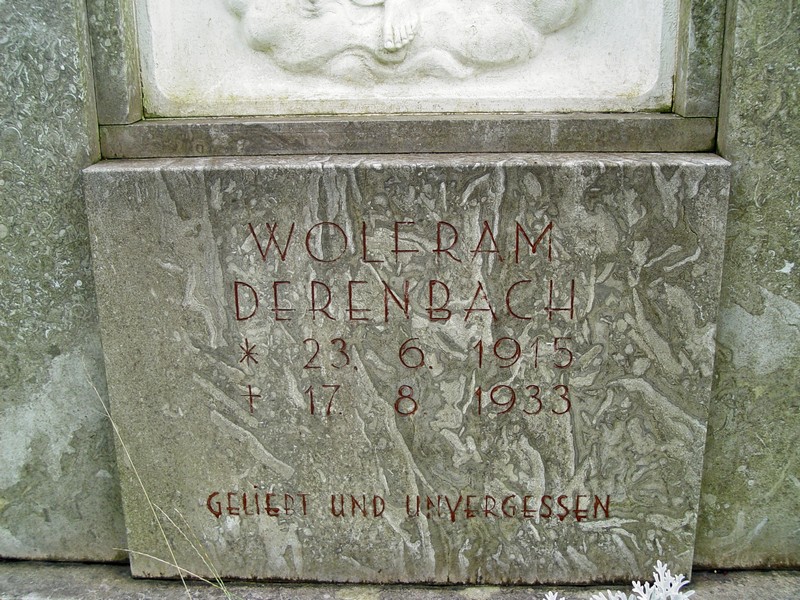 WOLFRAM
DERENBACH
* 23. 6. 1915
† 17. 8 1933
GELIEBT UND UNVERGESSEN